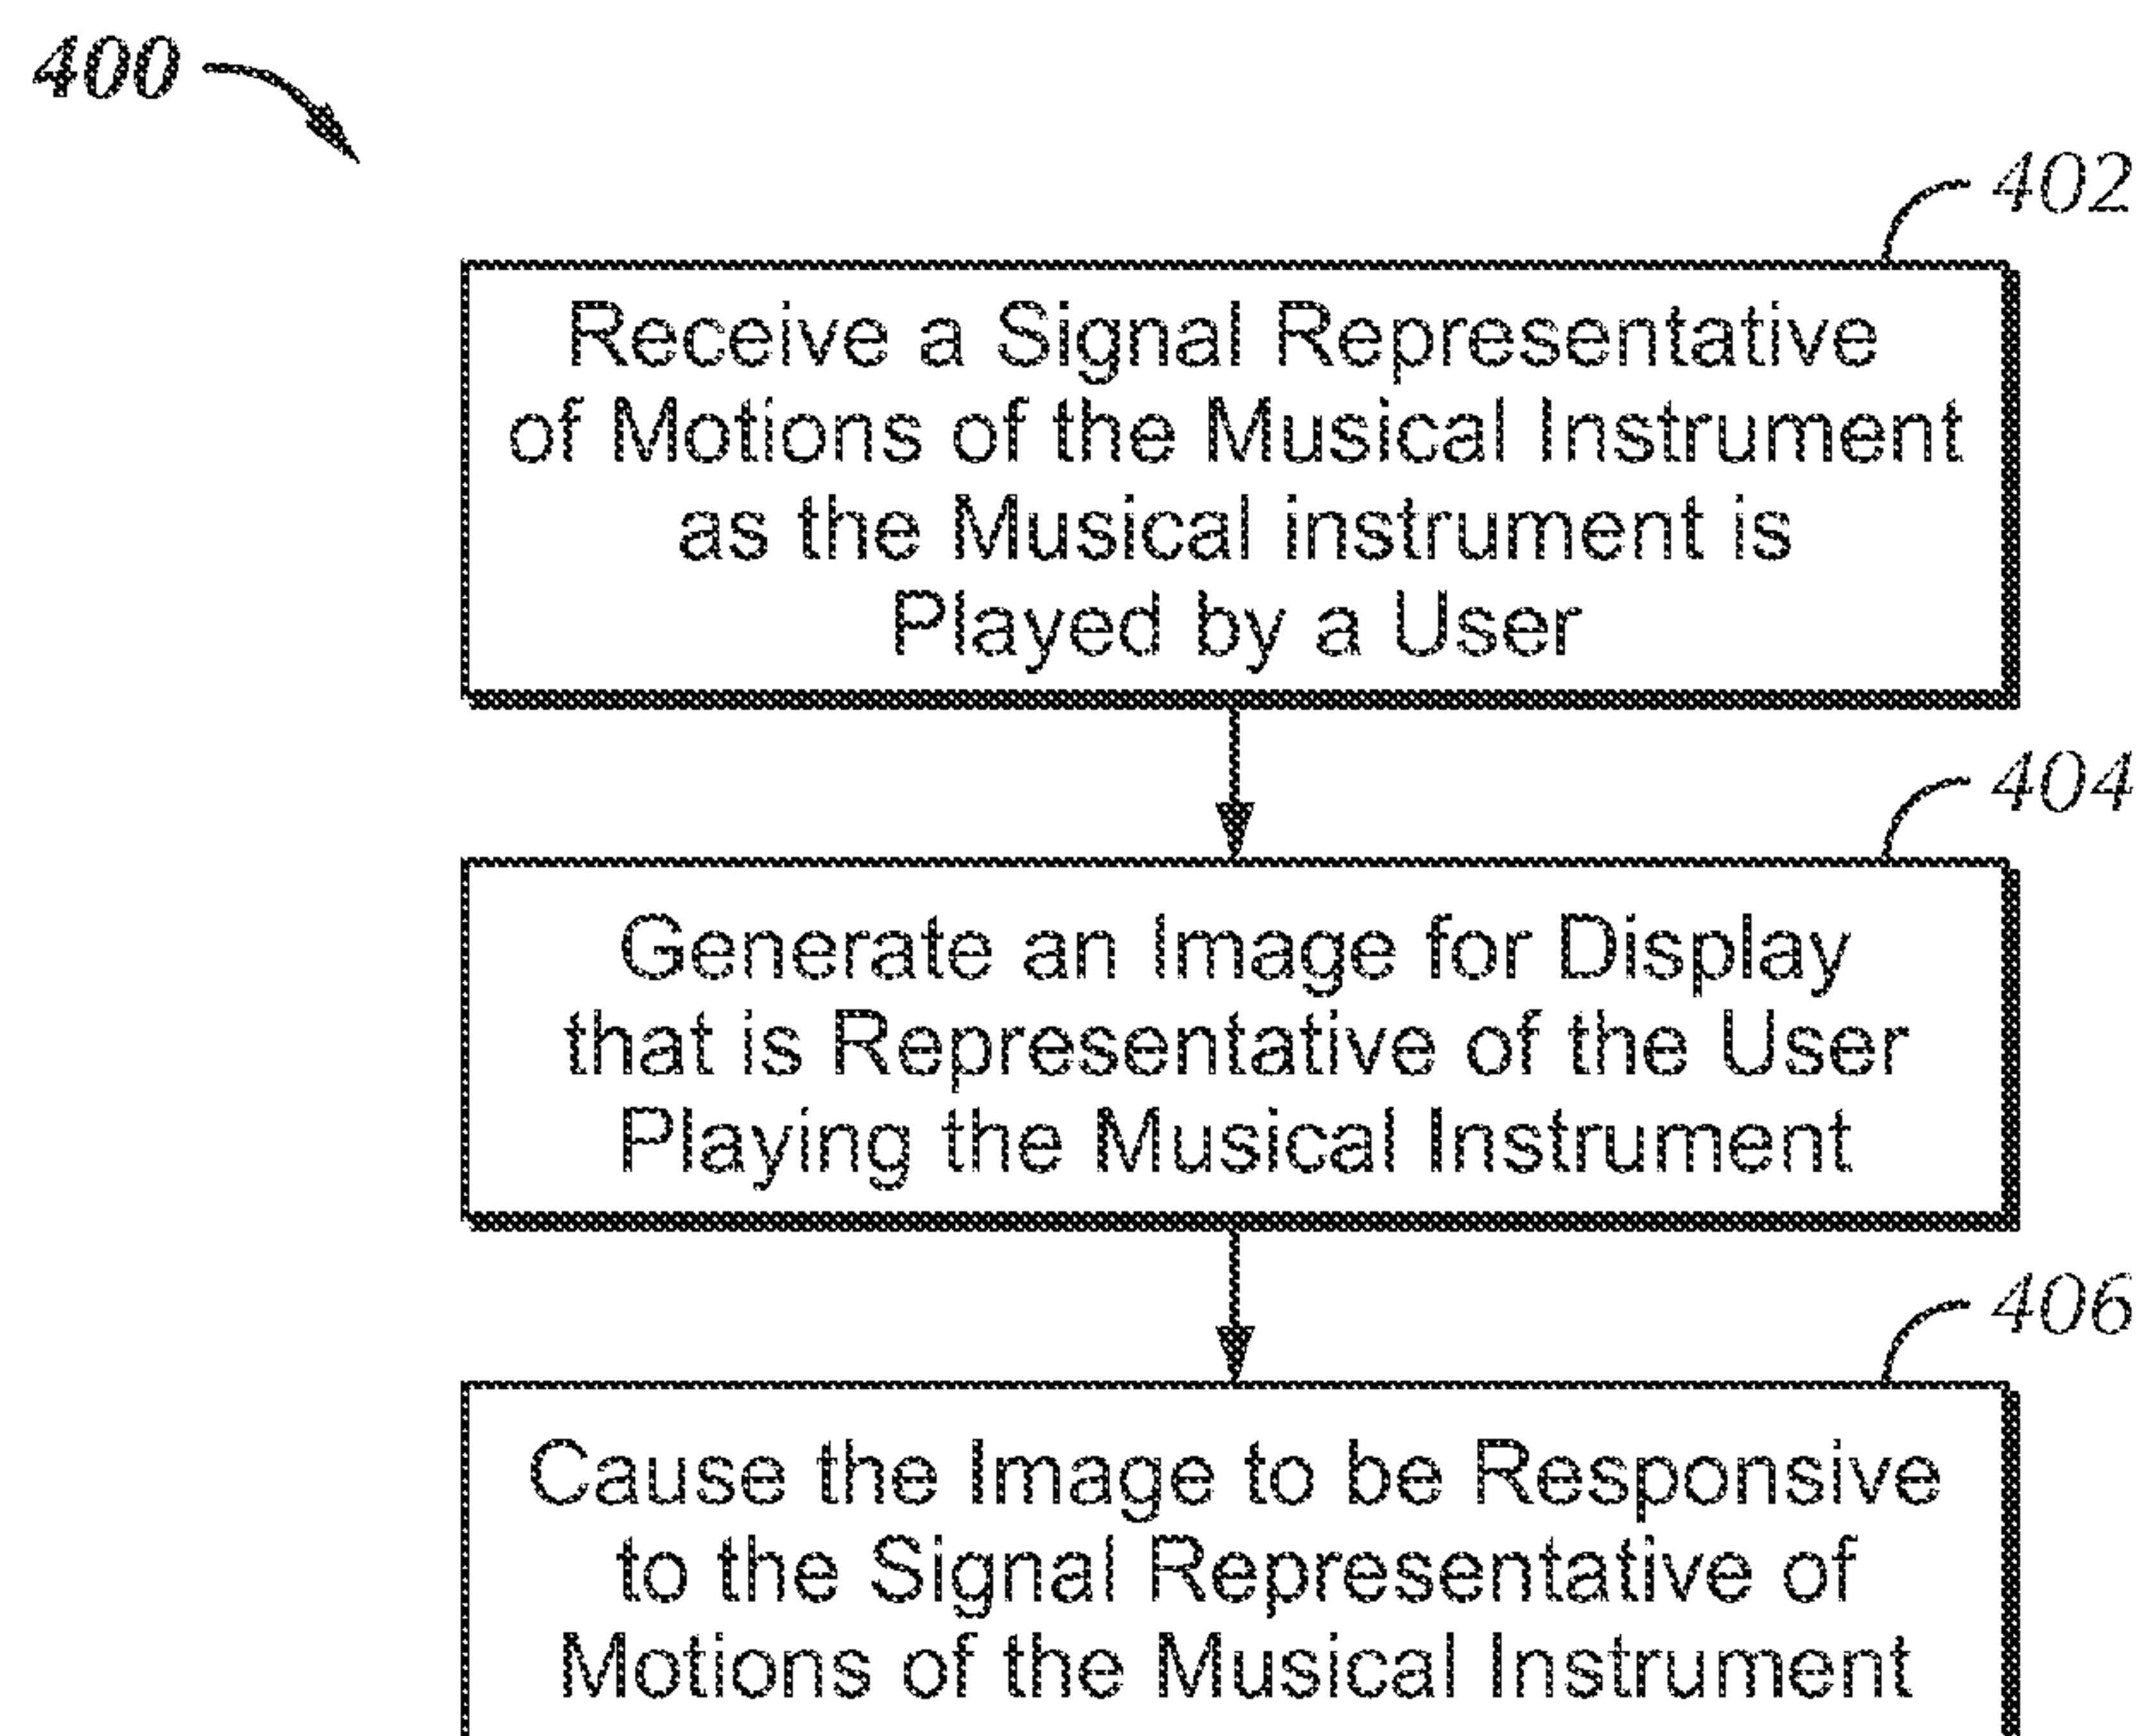 400
402
Receive a Signal Representative
of Motions of the Musical Instrument
as the Musical instrument is
Played by a User
404
Generate an Image for Display
that is Representative of the User
Playing the Musical Instrument
406
Cause the Image to be Responsive
to the Signal Representative of
Motions of the Musical Instrument